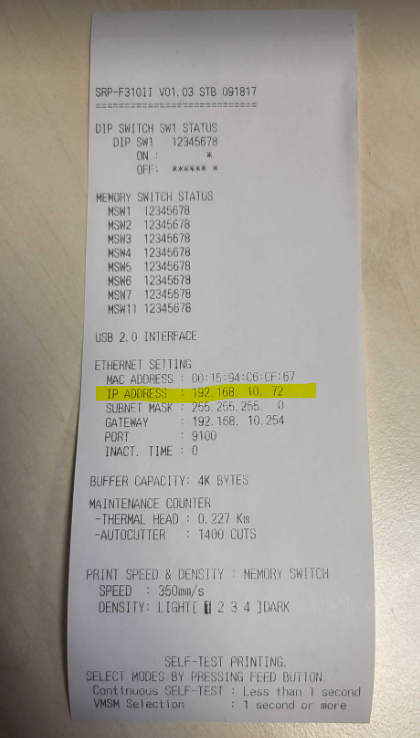 SRP-F310II V01.03 STB 091817
============================
DIP SWITCH SW1 STATUS
DIP SW1 12345678
ON : *
OFF: ****** *
MEMORY SWITCH STATUS
MSW1 12345678
MSW2 12345678
MSW3 12345678
MSW4 12345678
MSW5 12345678
MSW6 12345678
MSW7 12345678
MSW11 12345678
USB 2.0 INTERFACE
ETHERNET SETTING
MAC ADDRESS : 00:15:94:C6:CF:67
IP ADDRESS : 192.168. 10. 72
SUBNET MASK : 255.255.255. 0
GATEWAY : 192.168. 10.254
PORT : 9100
INACT. TIME : 0
BUFFER CAPACITY: 4K BYTES
MAINTENANCE COUNTER
-THERMAL HEAD : 0.227 Km
-AUTOCUTTER : 1400 CUTS
PRINT SPEED & DENSITY : MEMORY SWITCH
SPEED : 350mm/s
DENSITY: LIGHT[ 1 2 3 4 ]DARK
SELF-TEST PRINTING.
SELECT MODES BY PRESSING FEED BUTTON.
Continuous SELF-TEST : Less than 1 second
VMSM Selection : 1 second or more